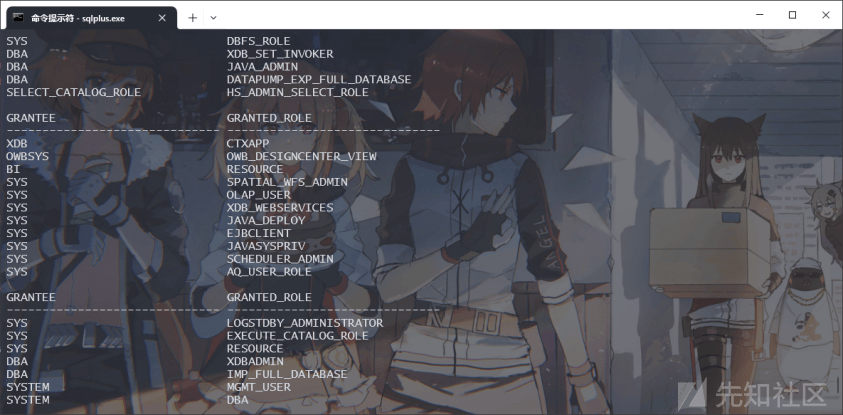 命令提示符 - sqlplus.exe
SYS DBFS_ROLE
DBA XDB_SET_INVOKER
DBA JAVA_ADMIN
DBA DATAPUMP_EXP_FULL_DATABASE
SELECT_CATALOG_ROLE HS_ADMIN_SELECT_ROLE
GRANTEE GRANTED_ROLE
------------------------------ ------------------------------
XDB CTXAPP
OWBSYS OWB_DESIGNCENTER_VIEW
BI RESOURCE
SYS SPATIAL_WFS_ADMIN
SYS OLAP_USER
SYS XDB_WEBSERVICES
SYS JAVA_DEPLOY
SYS EJBCLIENT
SYS JAVASYSPRIV
SYS SCHEDULER_ADMIN
SYS AQ_USER_ROLE
GRANTEE GRANTED_ROLE
------------------------------ ------------------------------
SYS LOGSTDBY_ADMINISTRATOR
SYS EXECUTE_CATALOG_ROLE
SYS RESOURCE
DBA XDBADMIN
DBA IMP_FULL_DATABASE
SYSTEM MGMT_USER
SYSTEM DBA
ANGEL
先知社区